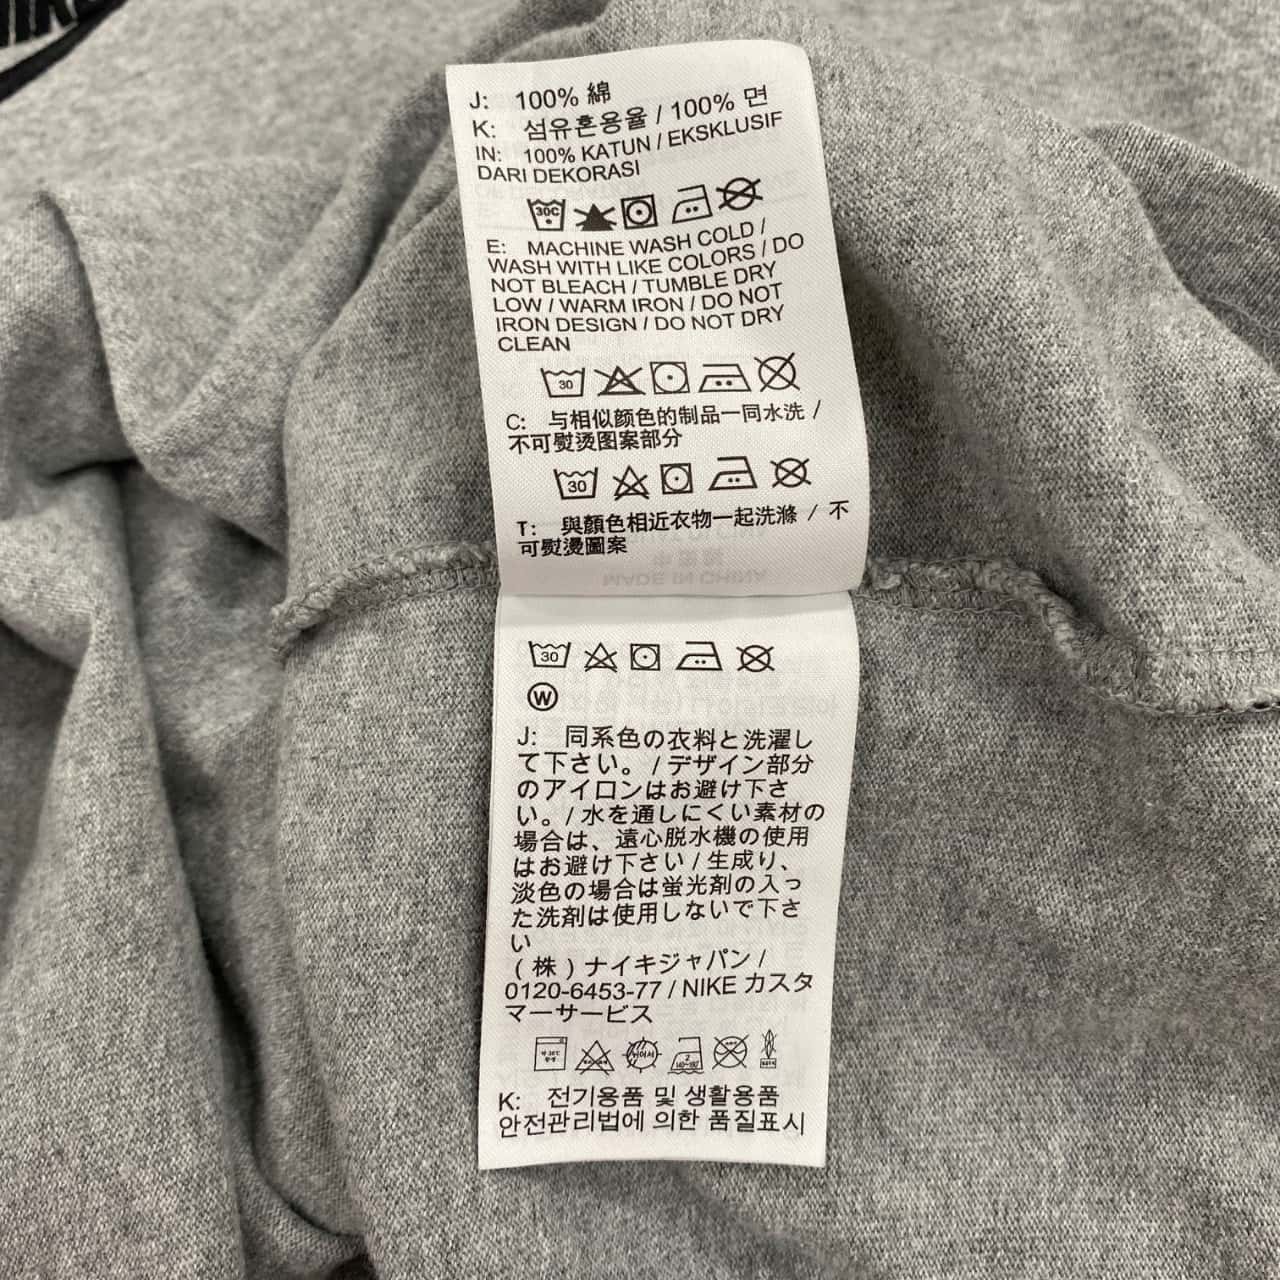 J: 100% 綿
K: 섬유혼용율 / 100% 면
IN: 100% KATUN / EKSKLUSIF
DARI DEKORASI
30C
E: MACHINE WASH COLD /
WASH WITH LIKE COLORS / DO
NOT BLEACH / TUMBLE DRY
LOW / WARM IRON / DO NOT
IRON DESIGN / DO NOT DRY
CLEAN
30
C: 与相似颜色的制品一同水洗 /
不可熨烫图案部分
30
T: 與顏色相近衣物一起洗滌 / 不
可熨燙圖案
MADE IN CHINA
30
W
J: 同系色の衣料と洗濯し
て下さい。 / デザイン部分
のアイロンはお避け下さ
い。/ 水を通しにくい素材の
場合は、遠心脱水機の使用
はお避け下さい / 生成り、
淡色の場合は蛍光剤の入っ
た洗剤は使用しないで下さ
い
(株) ナイキジャパン /
0120-6453-77 / NIKE カスタ
マーサービス
K: 전기용품 및 생활용품
안전관리법에 의한 품질표시